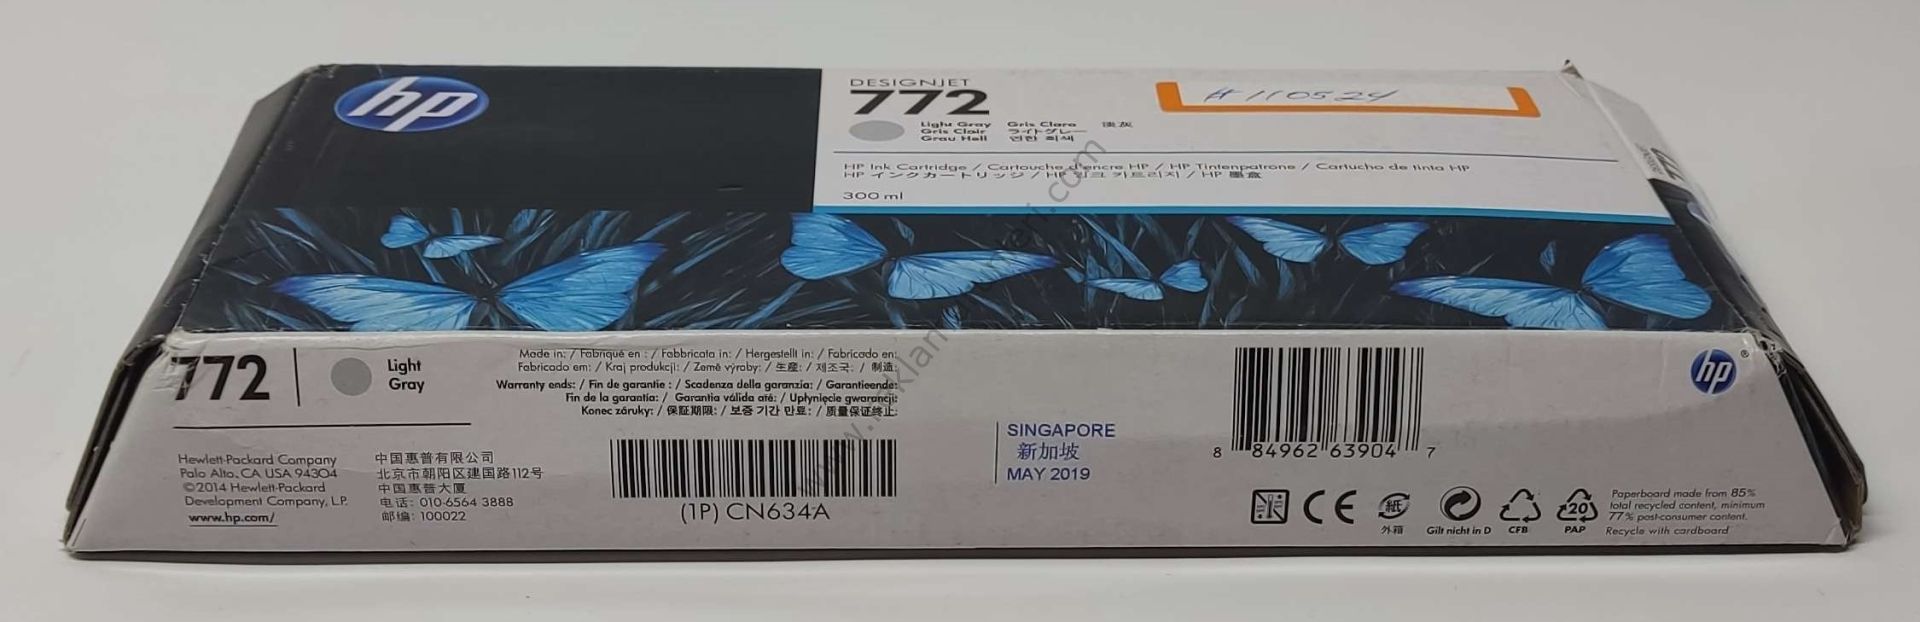 hp
DESIGNJET
772
# 110524
Light Gray Gris Claro 淡灰
Gris Clair ライトグレー
Grau Hell 연한 회색
HP Ink Cartridge / Cartouche d'encre HP / HP Tintenpatrone / Cartucho de tinta HP
HP インクカートリッジ / HP 잉크 카트리지 / HP 墨盒
300 ml
772
772
Light
Gray
Made in: / Fabriqué en : / Fabbricata in: / Hergestellt in: / Fabricado en:
Fabricado em: / Kraj produkcji: / Země výroby: / 生産: / 제조국: / 制造:
Warranty ends: / Fin de garantie : / Scadenza della garanzia: / Garantieende:
Fin de la garantía: / Garantia válida até: / Upłynięcie gwarancji:
Konec záruky: / 保証期限: / 보증 기간 만료: / 质量保证终止:
Hewlett-Packard Company
Palo Alto, CA USA 94304
©2014 Hewlett-Packard
Development Company, L.P.
www.hp.com/
中国惠普有限公司
北京市朝阳区建国路112号
中国惠普大厦
电话: 010-6564 3888
邮编: 100022
(1P) CN634A
SINGAPORE
新加坡
MAY 2019
8 84962 63904 7
hp®
CE
紙
外箱
Gilt nicht in D
CFB
20
PAP
Paperboard made from 85%
total recycled content, minimum
77% post-consumer content.
Recycle with cardboard